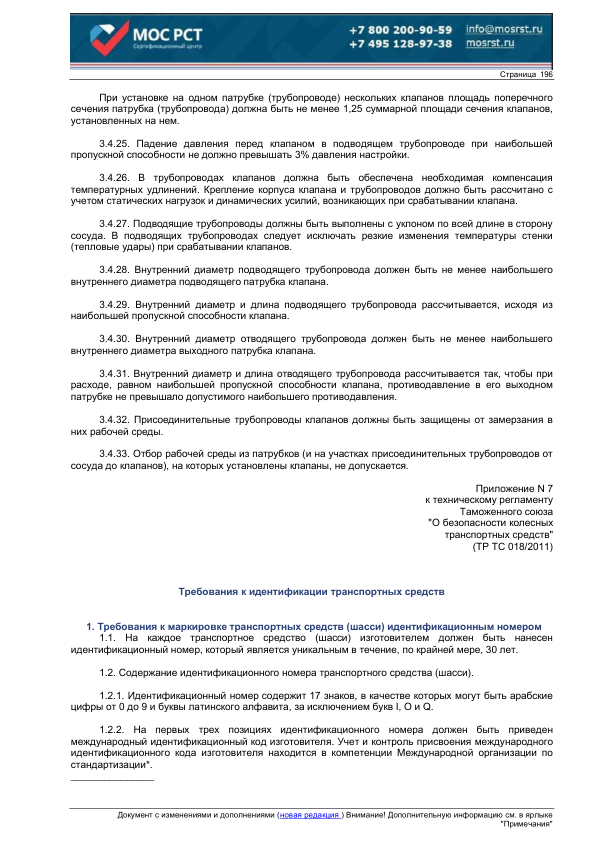 МОС РСТ
Сертификационный центр
+7 800 200-90-59 info@mosrst.ru
+7 495 128-97-38 mosrst.ru
Страница 196
При установке на одном патрубке (трубопроводе) нескольких клапанов площадь поперечного
сечения патрубка (трубопровода) должна быть не менее 1,25 суммарной площади сечения клапанов,
установленных на нем.
3.4.25. Падение давления перед клапаном в подводящем трубопроводе при наибольшей
пропускной способности не должно превышать 3% давления настройки.
3.4.26. В трубопроводах клапанов должна быть обеспечена необходимая компенсация
температурных удлинений. Крепление корпуса клапана и трубопроводов должно быть рассчитано с
учетом статических нагрузок и динамических усилий, возникающих при срабатывании клапана.
3.4.27. Подводящие трубопроводы должны быть выполнены с уклоном по всей длине в сторону
сосуда. В подводящих трубопроводах следует исключать резкие изменения температуры стенки
(тепловые удары) при срабатывании клапанов.
3.4.28. Внутренний диаметр подводящего трубопровода должен быть не менее наибольшего
внутреннего диаметра подводящего патрубка клапана.
3.4.29. Внутренний диаметр и длина подводящего трубопровода рассчитывается, исходя из
наибольшей пропускной способности клапана.
3.4.30. Внутренний диаметр отводящего трубопровода должен быть не менее наибольшего
внутреннего диаметра выходного патрубка клапана.
3.4.31. Внутренний диаметр и длина отводящего трубопровода рассчитывается так, чтобы при
расходе, равном наибольшей пропускной способности клапана, противодавление в его выходном
патрубке не превышало допустимого наибольшего противодавления.
3.4.32. Присоединительные трубопроводы клапанов должны быть защищены от замерзания в
них рабочей среды.
3.4.33. Отбор рабочей среды из патрубков (и на участках присоединительных трубопроводов от
сосуда до клапанов), на которых установлены клапаны, не допускается.
Приложение N 7
к техническому регламенту
Таможенного союза
"О безопасности колесных
транспортных средств"
(ТР ТС 018/2011)
Требования к идентификации транспортных средств
1. Требования к маркировке транспортных средств (шасси) идентификационным номером
1.1. На каждое транспортное средство (шасси) изготовителем должен быть нанесен
идентификационный номер, который является уникальным в течение, по крайней мере, 30 лет.
1.2. Содержание идентификационного номера транспортного средства (шасси).
1.2.1. Идентификационный номер содержит 17 знаков, в качестве которых могут быть арабские
цифры от 0 до 9 и буквы латинского алфавита, за исключением букв I, O и Q.
1.2.2. На первых трех позициях идентификационного номера должен быть приведен
международный идентификационный код изготовителя. Учет и контроль присвоения международного
идентификационного кода изготовителя находится в компетенции Международной организации по
стандартизации*.
_______________
Документ с изменениями и дополнениями (новая редакция ) Внимание! Дополнительную информацию см. в ярлыке
"Примечания"